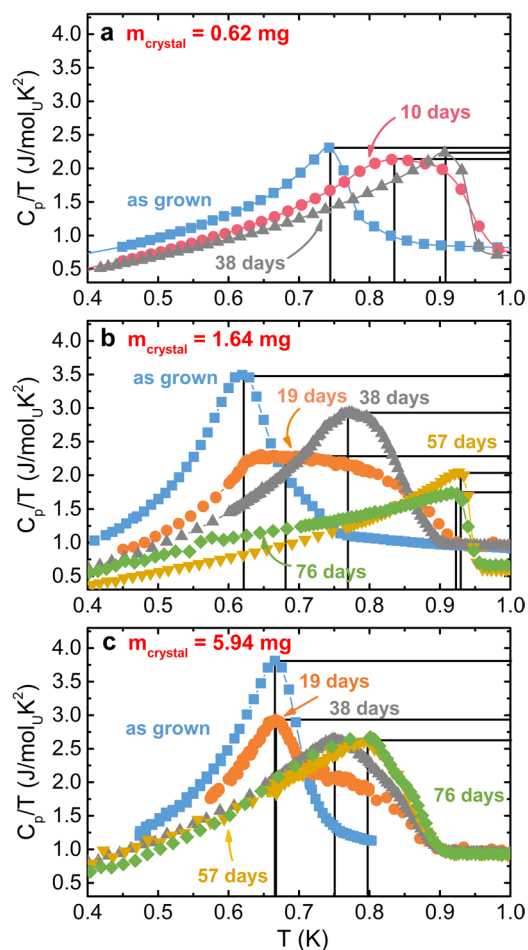 a m_crystal = 0.62 mg
10 days
as grown
38 days
C_p/T (J/mol_U K²)
4.0
3.5
3.0
2.5
2.0
1.5
1.0
0.5
0.4 0.5 0.6 0.7 0.8 0.9 1.0
b m_crystal = 1.64 mg
as grown
19 days
38 days
57 days
76 days
C_p/T (J/mol_U K²)
4.0
3.5
3.0
2.5
2.0
1.5
1.0
0.5
0.4 0.5 0.6 0.7 0.8 0.9 1.0
c m_crystal = 5.94 mg
19 days
38 days
as grown
76 days
57 days
C_p/T (J/mol_U K²)
4.0
3.5
3.0
2.5
2.0
1.5
1.0
0.5
0.4 0.5 0.6 0.7 0.8 0.9 1.0
T (K)